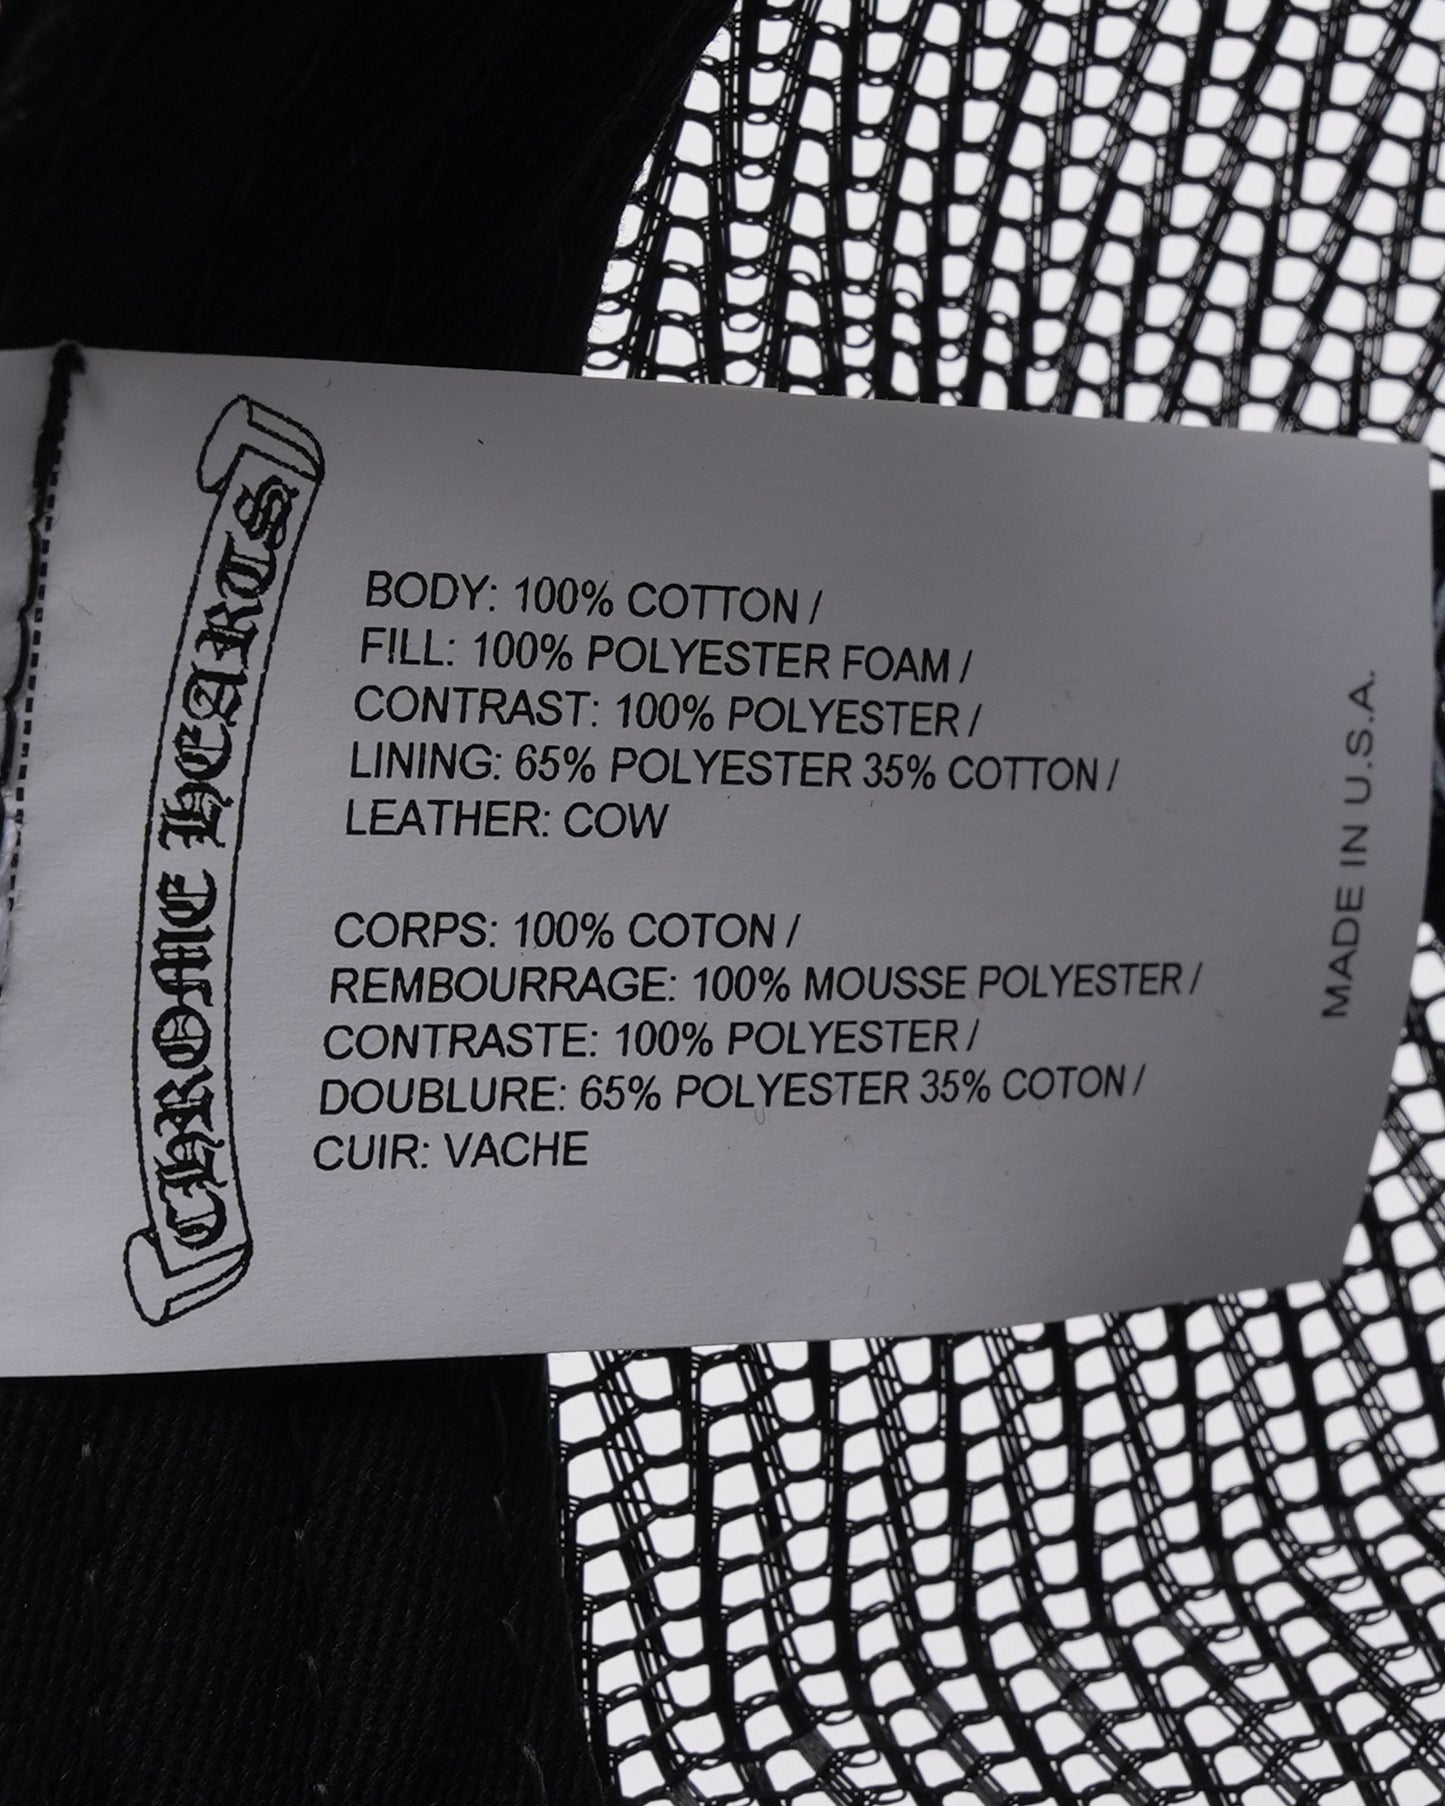 CHROME HEARTS
BODY: 100% COTTON /
FILL: 100% POLYESTER FOAM /
CONTRAST: 100% POLYESTER /
LINING: 65% POLYESTER 35% COTTON /
LEATHER: COW
CORPS: 100% COTON /
REMBOURRAGE: 100% MOUSSE POLYESTER /
CONTRASTE: 100% POLYESTER /
DOUBLURE: 65% POLYESTER 35% COTON /
CUIR: VACHE
MADE IN U.S.A.